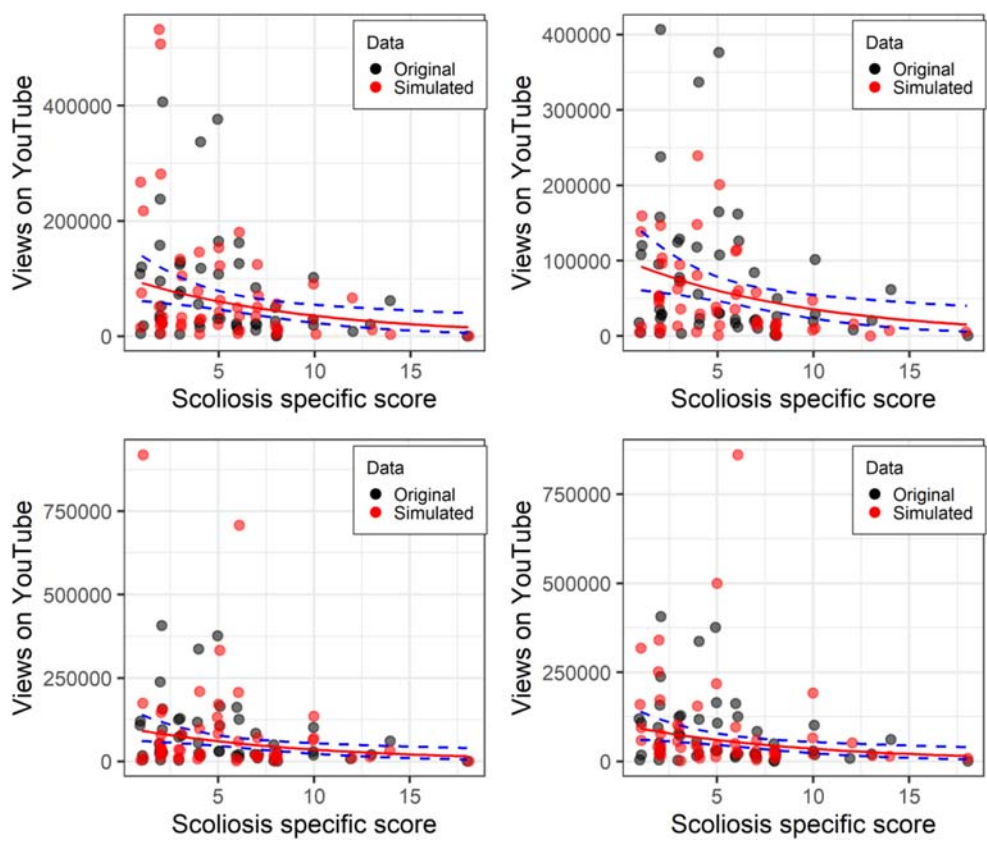 Views on YouTube
400000
200000
0
5
10
15
Scoliosis specific score
Data
Original
Simulated
Views on YouTube
400000
300000
200000
100000
0
5
10
15
Scoliosis specific score
Data
Original
Simulated
Views on YouTube
750000
500000
250000
0
5
10
15
Scoliosis specific score
Data
Original
Simulated
Views on YouTube
750000
500000
250000
0
5
10
15
Scoliosis specific score
Data
Original
Simulated